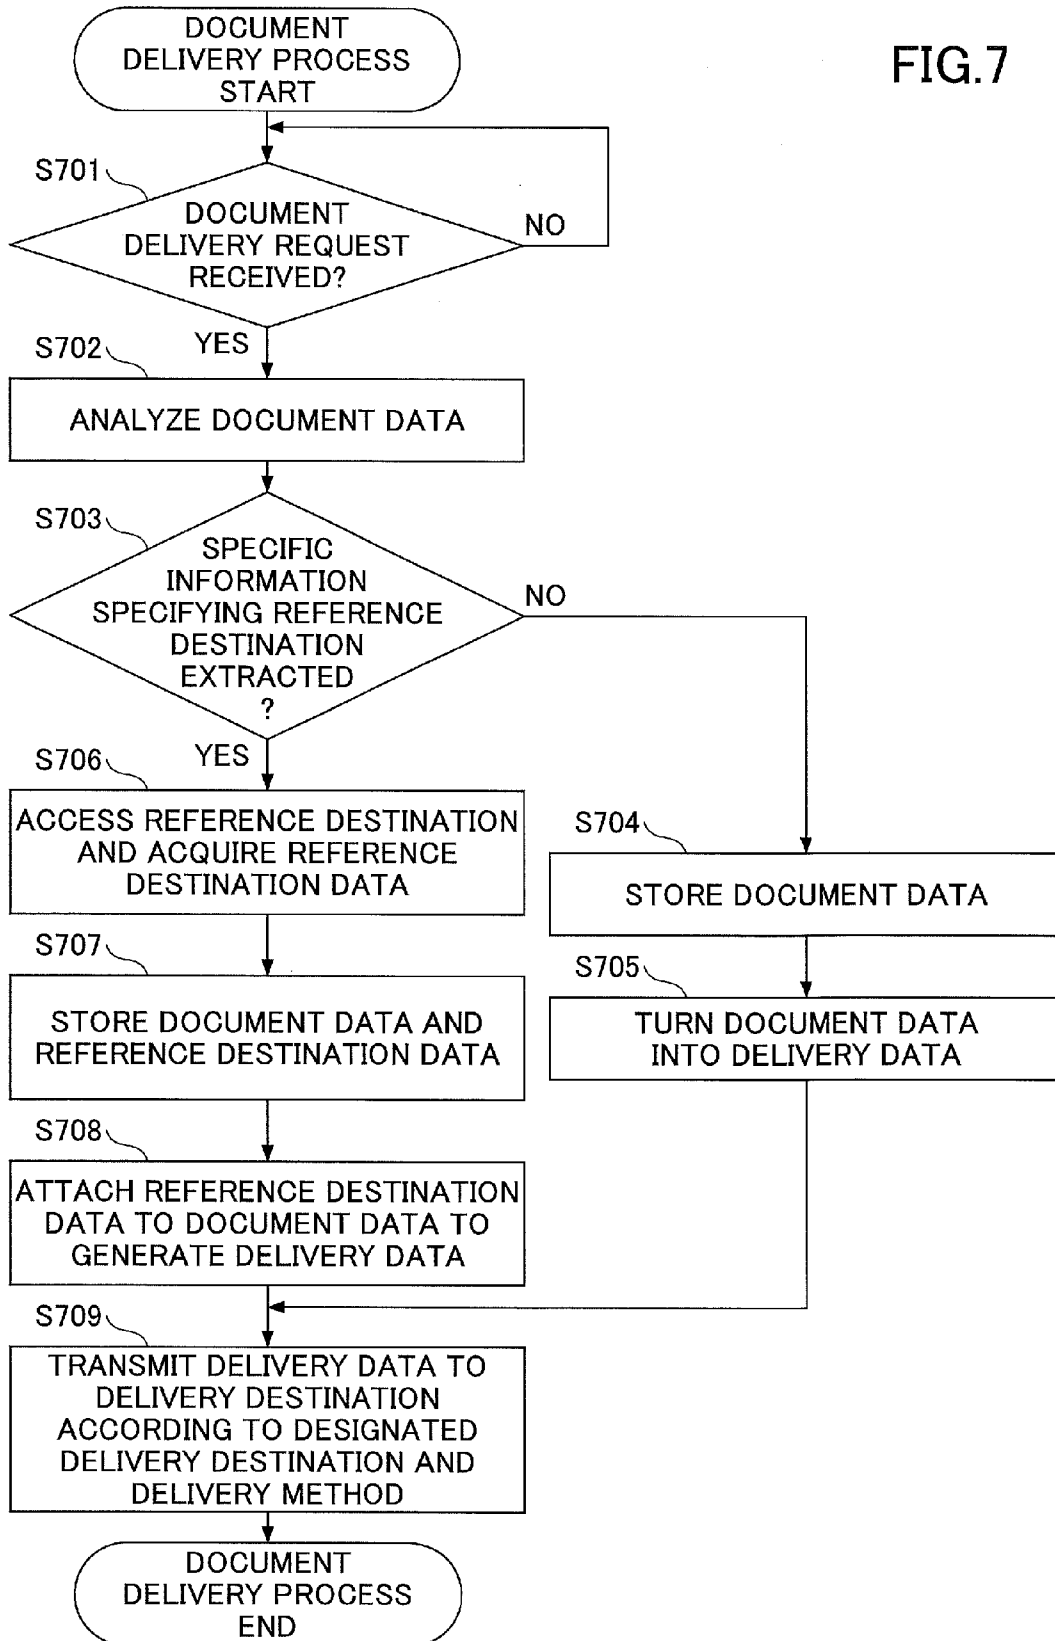 DOCUMENT
DELIVERY PROCESS
START
FIG.7
S701
DOCUMENT
DELIVERY REQUEST
RECEIVED?
NO
YES
S702
ANALYZE DOCUMENT DATA
S703
SPECIFIC
INFORMATION
SPECIFYING REFERENCE
DESTINATION
EXTRACTED
?
NO
YES
S706
ACCESS REFERENCE DESTINATION
AND ACQUIRE REFERENCE
DESTINATION DATA
S704
STORE DOCUMENT DATA
S707
STORE DOCUMENT DATA AND
REFERENCE DESTINATION DATA
S705
TURN DOCUMENT DATA
INTO DELIVERY DATA
S708
ATTACH REFERENCE DESTINATION
DATA TO DOCUMENT DATA TO
GENERATE DELIVERY DATA
S709
TRANSMIT DELIVERY DATA TO
DELIVERY DESTINATION
ACCORDING TO DESIGNATED
DELIVERY DESTINATION AND
DELIVERY METHOD
DOCUMENT
DELIVERY PROCESS
END